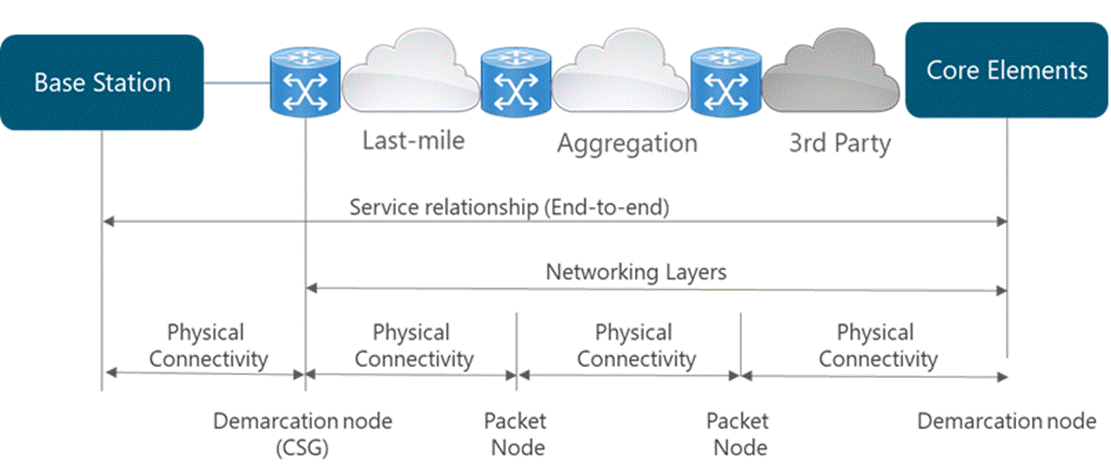 Base Station
Core Elements
Last-mile
Aggregation
3rd Party
Service relationship (End-to-end)
Networking Layers
Physical
Connectivity
Physical
Connectivity
Physical
Connectivity
Physical
Connectivity
Demarcation node
(CSG)
Packet
Node
Packet
Node
Demarcation node